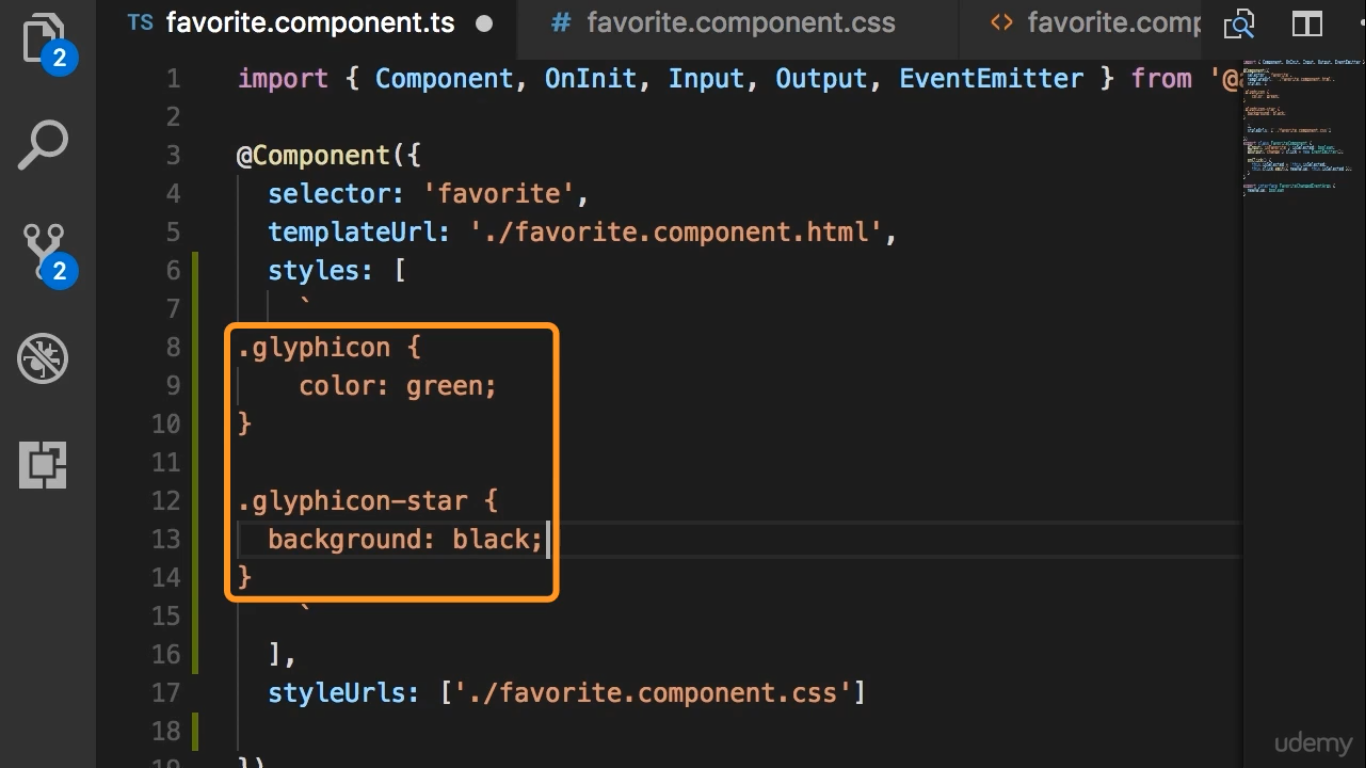 TS favorite.component.ts ● # favorite.component.css <> favorite.comp
2
2
1 import { Component, OnInit, Input, Output, EventEmitter } from '@
2
3 @Component({
4 selector: 'favorite',
5 templateUrl: './favorite.component.html',
6 styles: [
7 `
8 .glyphicon {
9 color: green;
10 }
11
12 .glyphicon-star {
13 background: black;
14 }
15 `
16 ],
17 styleUrls: ['./favorite.component.css']
18
19 })
udemy